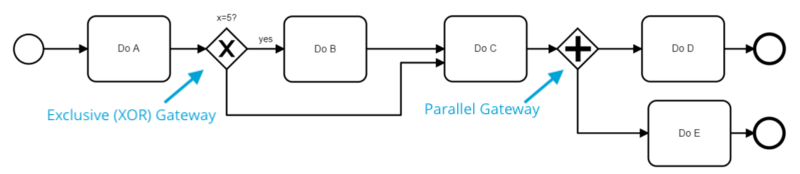 x=5?
Do A
yes
Do B
Do C
Do D
Exclusive (XOR) Gateway
Parallel Gateway
Do E